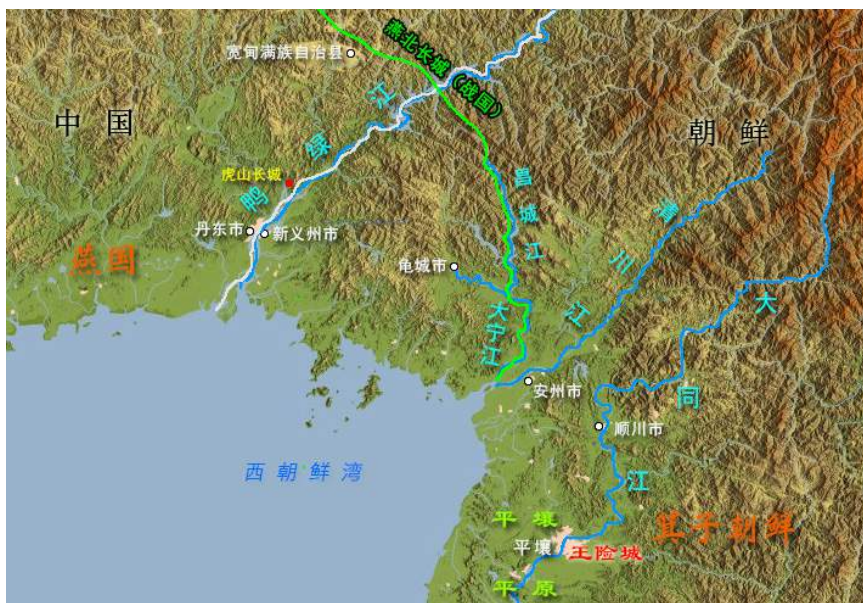 宽甸满族自治县
燕北长城（战国）
中国
朝鲜
鸭绿江
虎山长城
昌城江
清川江
丹东市
新义州市
燕国
龟城市
大宁江
大同江
安州市
顺川市
西朝鲜湾
平壤
箕子朝鲜
平壤
王险城
平原